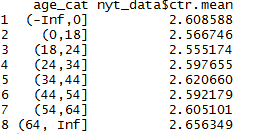 age_cat nyt_data$ctr.mean
1 (-Inf,0] 2.608588
2 (0,18] 2.566746
3 (18,24] 2.555174
4 (24,34] 2.597655
5 (34,44] 2.620660
6 (44,54] 2.592179
7 (54,64] 2.605101
8 (64, Inf] 2.656349